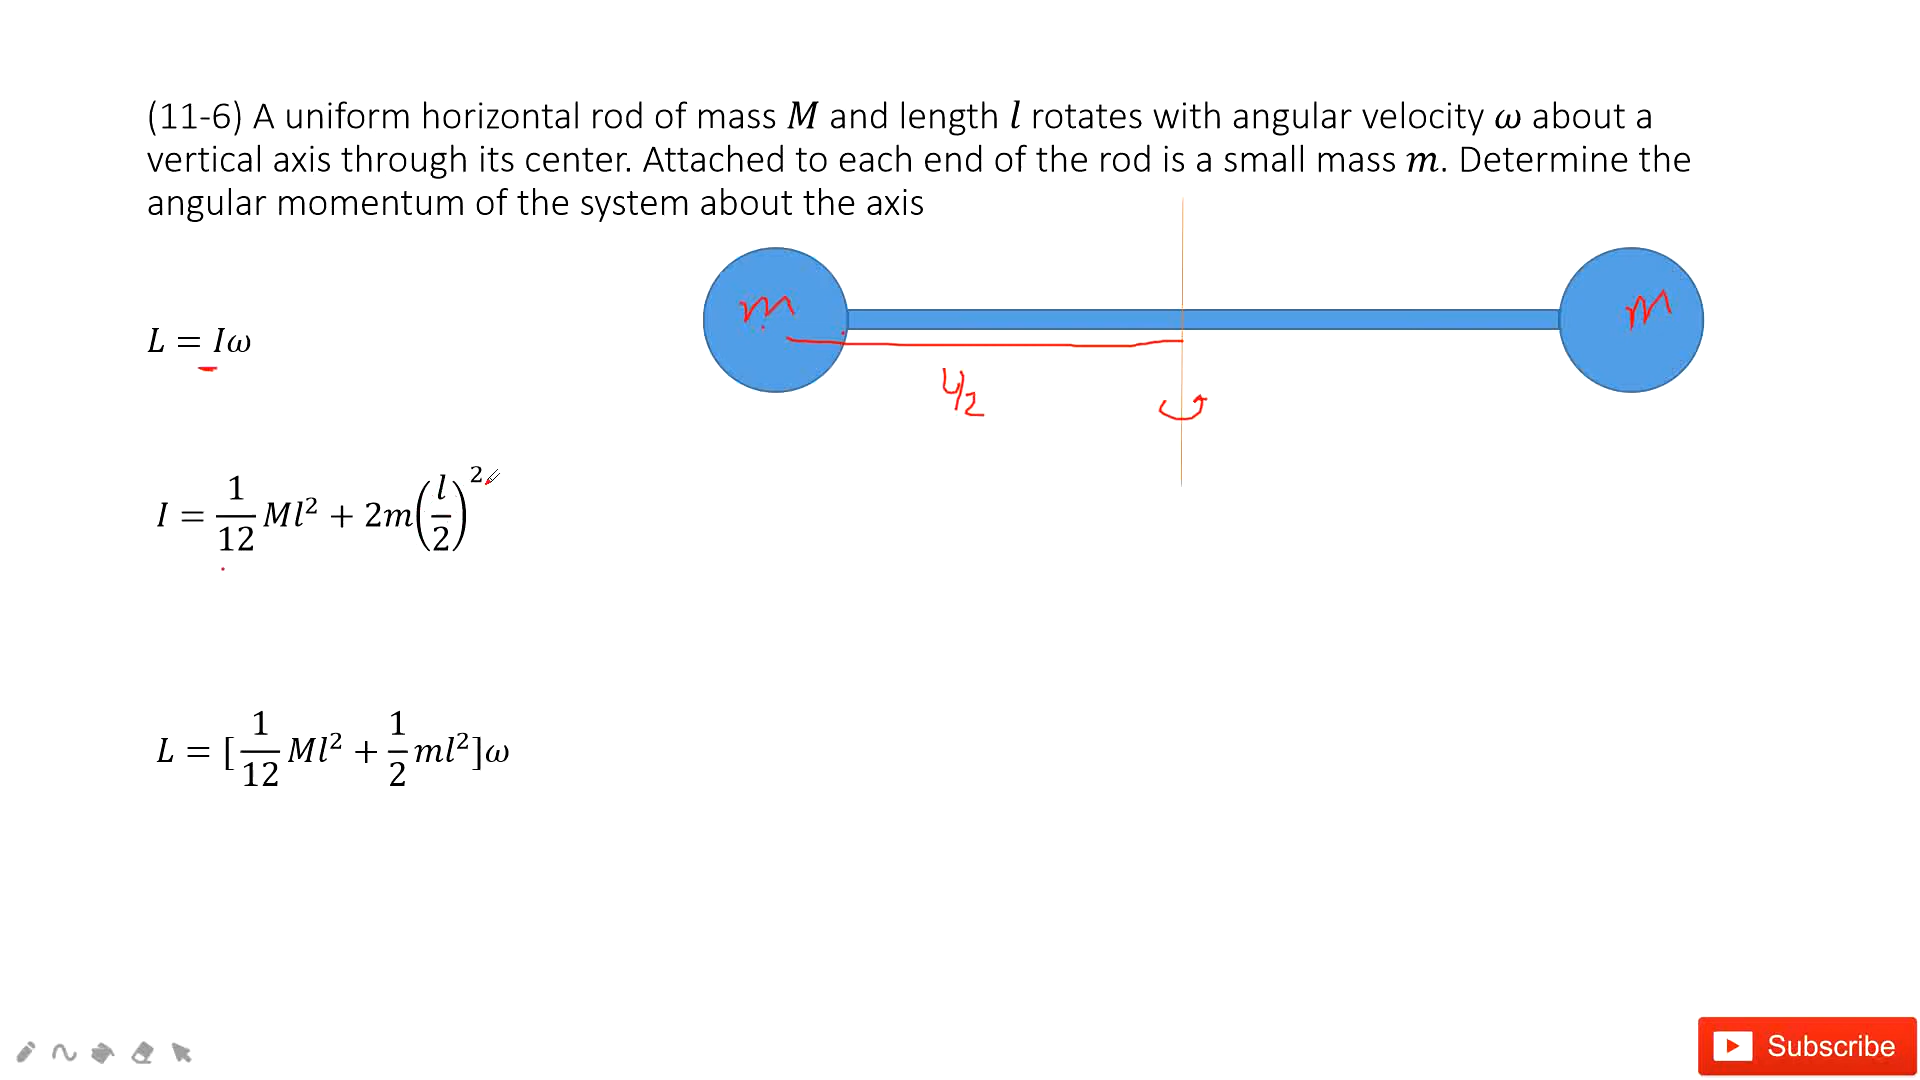 (11-6) A uniform horizontal rod of mass M and length l rotates with angular velocity ω about a
vertical axis through its center. Attached to each end of the rod is a small mass m. Determine the
angular momentum of the system about the axis
m
m
L = Iω
L/2
I = 1/12 Ml² + 2m(l/2)²
L = [1/12 Ml² + 1/2 ml²]ω
Subscribe